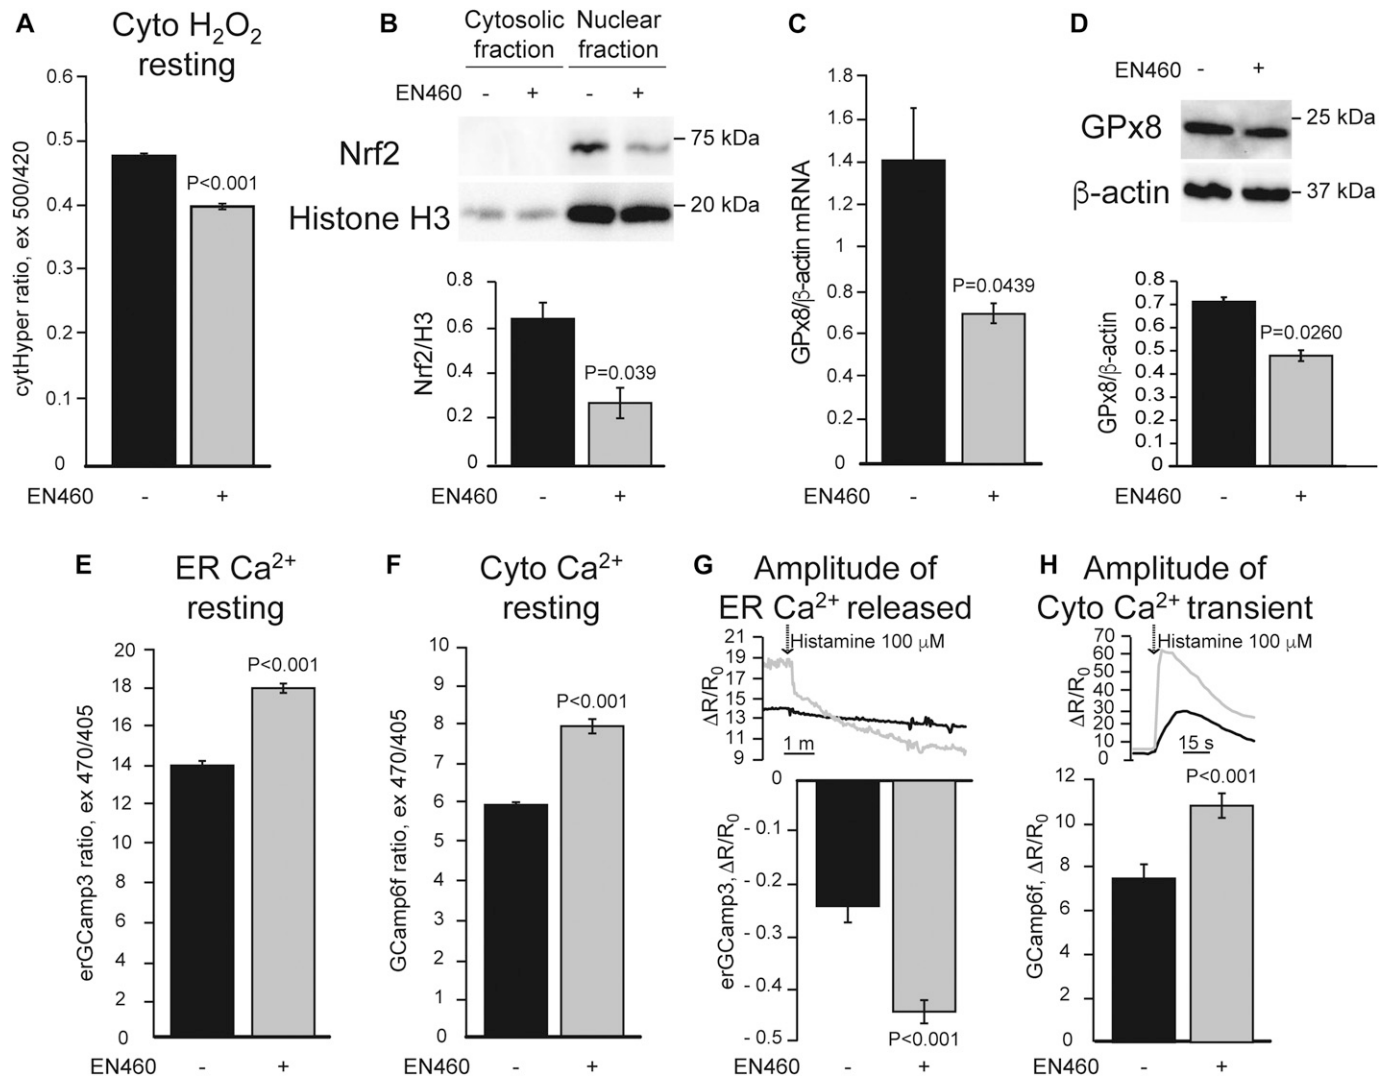 A
Cyto H₂O₂
resting
cytHyper ratio, ex 500/420
0.6
0.5
0.4
0.3
0.2
0.1
0
P<0.001
EN460 - +
B
Cytosolic Nuclear
fraction fraction
EN460 - + - +
Nrf2
75 kDa
Histone H3
20 kDa
Nrf2/H3
0.8
0.6
0.4
0.2
0
P=0.039
EN460 - +
C
GPx8/β-actin mRNA
1.8
1.6
1.4
1.2
1
0.8
0.6
0.4
0.2
0
P=0.0439
EN460 - +
D
EN460 - +
GPx8
25 kDa
β-actin
37 kDa
GPx8/β-actin
0.8
0.7
0.6
0.5
0.4
0.3
0.2
0.1
0
P=0.0260
EN460 - +
E
ER Ca²⁺
resting
erGCamp3 ratio, ex 470/405
20
18
16
14
12
10
8
6
4
2
0
P<0.001
EN460 - +
F
Cyto Ca²⁺
resting
GCamp6f ratio, ex 470/405
10
9
8
7
6
5
4
3
2
1
0
P<0.001
EN460 - +
G
Amplitude of
ER Ca²⁺ released
Histamine 100 μM
ΔR/R₀
21
19
17
15
13
11
9
1 m
erGCamp3, ΔR/R₀
0
- 0.1
- 0.2
- 0.3
- 0.4
- 0.5
P<0.001
EN460 - +
H
Amplitude of
Cyto Ca²⁺ transient
Histamine 100 μM
ΔR/R₀
70
60
50
40
30
20
10
0
15 s
GCamp6f, ΔR/R₀
12
10
8
6
4
2
0
P<0.001
EN460 - +